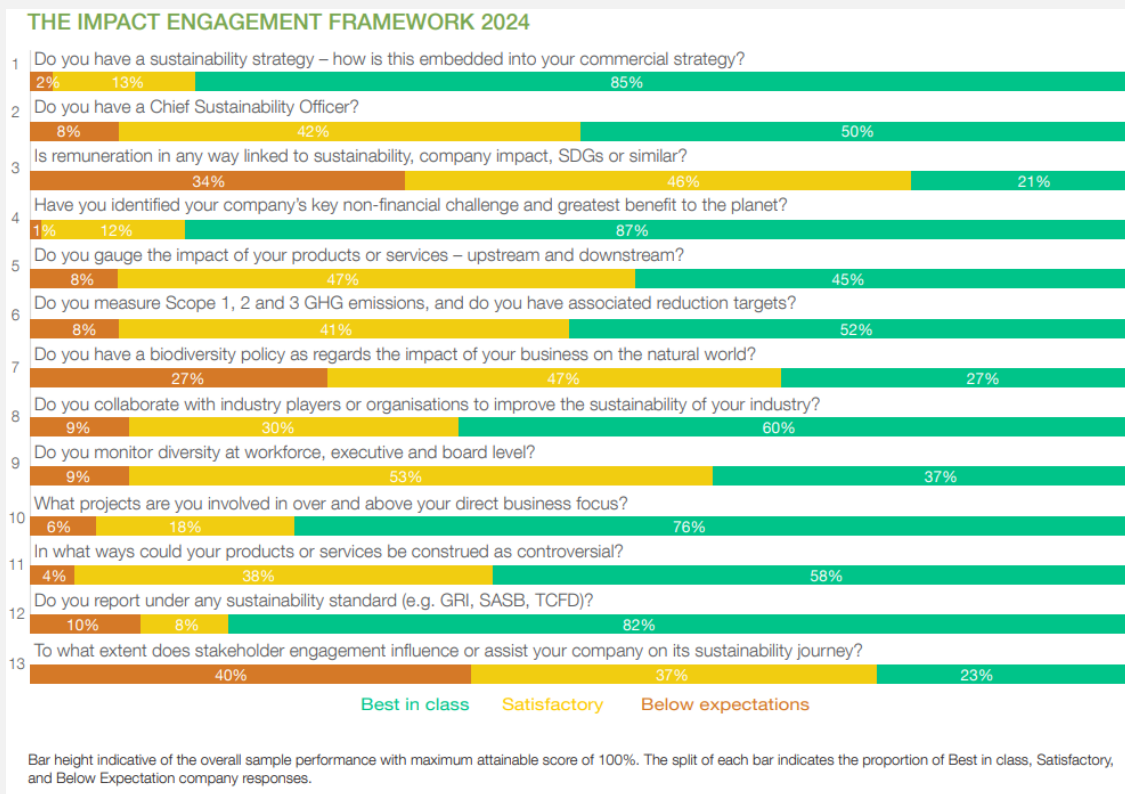 THE IMPACT ENGAGEMENT FRAMEWORK 2024
1 Do you have a sustainability strategy – how is this embedded into your commercial strategy?
2% 13% 85%
2 Do you have a Chief Sustainability Officer?
8% 42% 50%
3 Is remuneration in any way linked to sustainability, company impact, SDGs or similar?
34% 46% 21%
4 Have you identified your company's key non-financial challenge and greatest benefit to the planet?
1% 12% 87%
5 Do you gauge the impact of your products or services – upstream and downstream?
8% 47% 45%
6 Do you measure Scope 1, 2 and 3 GHG emissions, and do you have associated reduction targets?
8% 41% 52%
7 Do you have a biodiversity policy as regards the impact of your business on the natural world?
27% 47% 27%
8 Do you collaborate with industry players or organisations to improve the sustainability of your industry?
9% 30% 60%
9 Do you monitor diversity at workforce, executive and board level?
9% 53% 37%
10 What projects are you involved in over and above your direct business focus?
6% 18% 76%
11 In what ways could your products or services be construed as controversial?
4% 38% 58%
12 Do you report under any sustainability standard (e.g. GRI, SASB, TCFD)?
10% 8% 82%
13 To what extent does stakeholder engagement influence or assist your company on its sustainability journey?
40% 37% 23%
Best in class Satisfactory Below expectations
Bar height indicative of the overall sample performance with maximum attainable score of 100%. The split of each bar indicates the proportion of Best in class, Satisfactory,
and Below Expectation company responses.